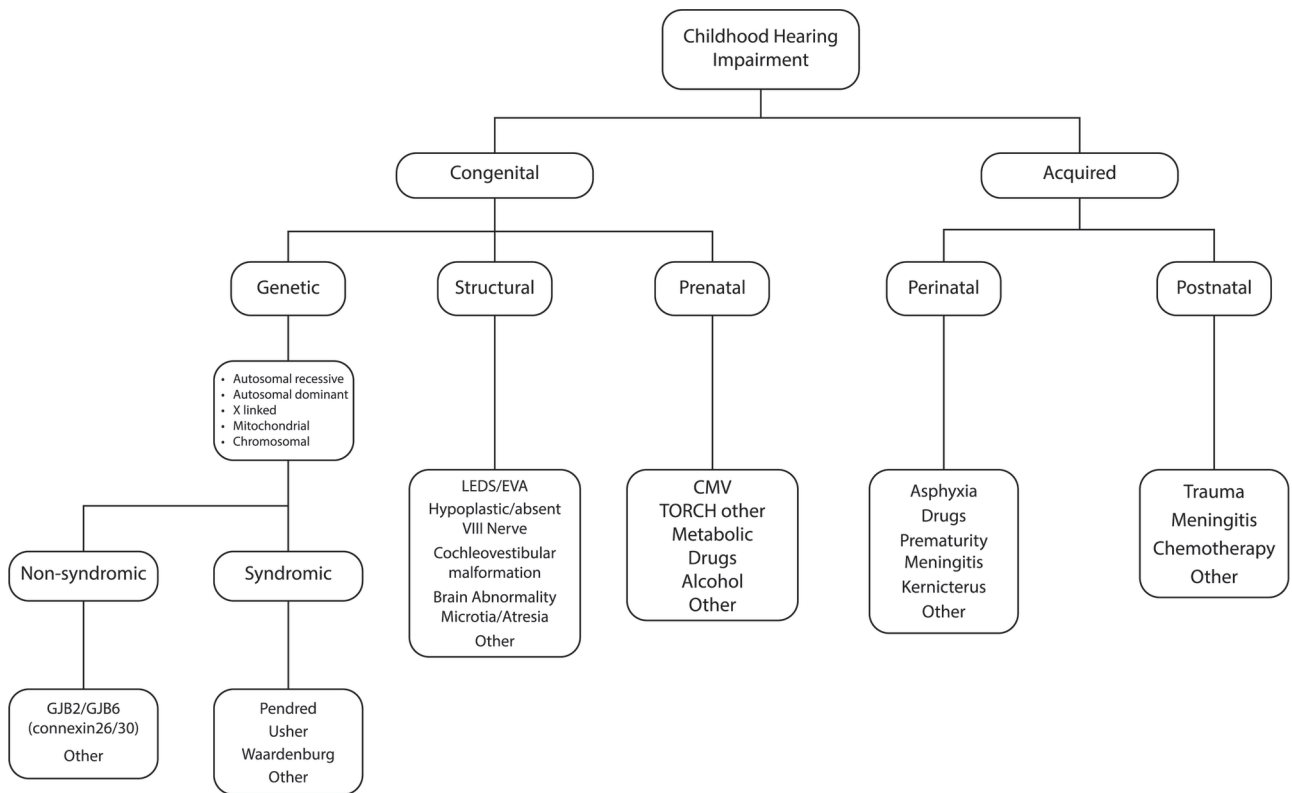 Childhood Hearing
Impairment
Congenital
Acquired
Genetic
Structural
Prenatal
Perinatal
Postnatal
• Autosomal recessive
• Autosomal dominant
• X linked
• Mitochondrial
• Chromosomal
LEDS/EVA
Hypoplastic/absent
VIII Nerve
Cochleovestibular
malformation
Brain Abnormality
Microtia/Atresia
Other
CMV
TORCH other
Metabolic
Drugs
Alcohol
Other
Asphyxia
Drugs
Prematurity
Meningitis
Kernicterus
Other
Trauma
Meningitis
Chemotherapy
Other
Non-syndromic
Syndromic
GJB2/GJB6
(connexin26/30)
Other
Pendred
Usher
Waardenburg
Other